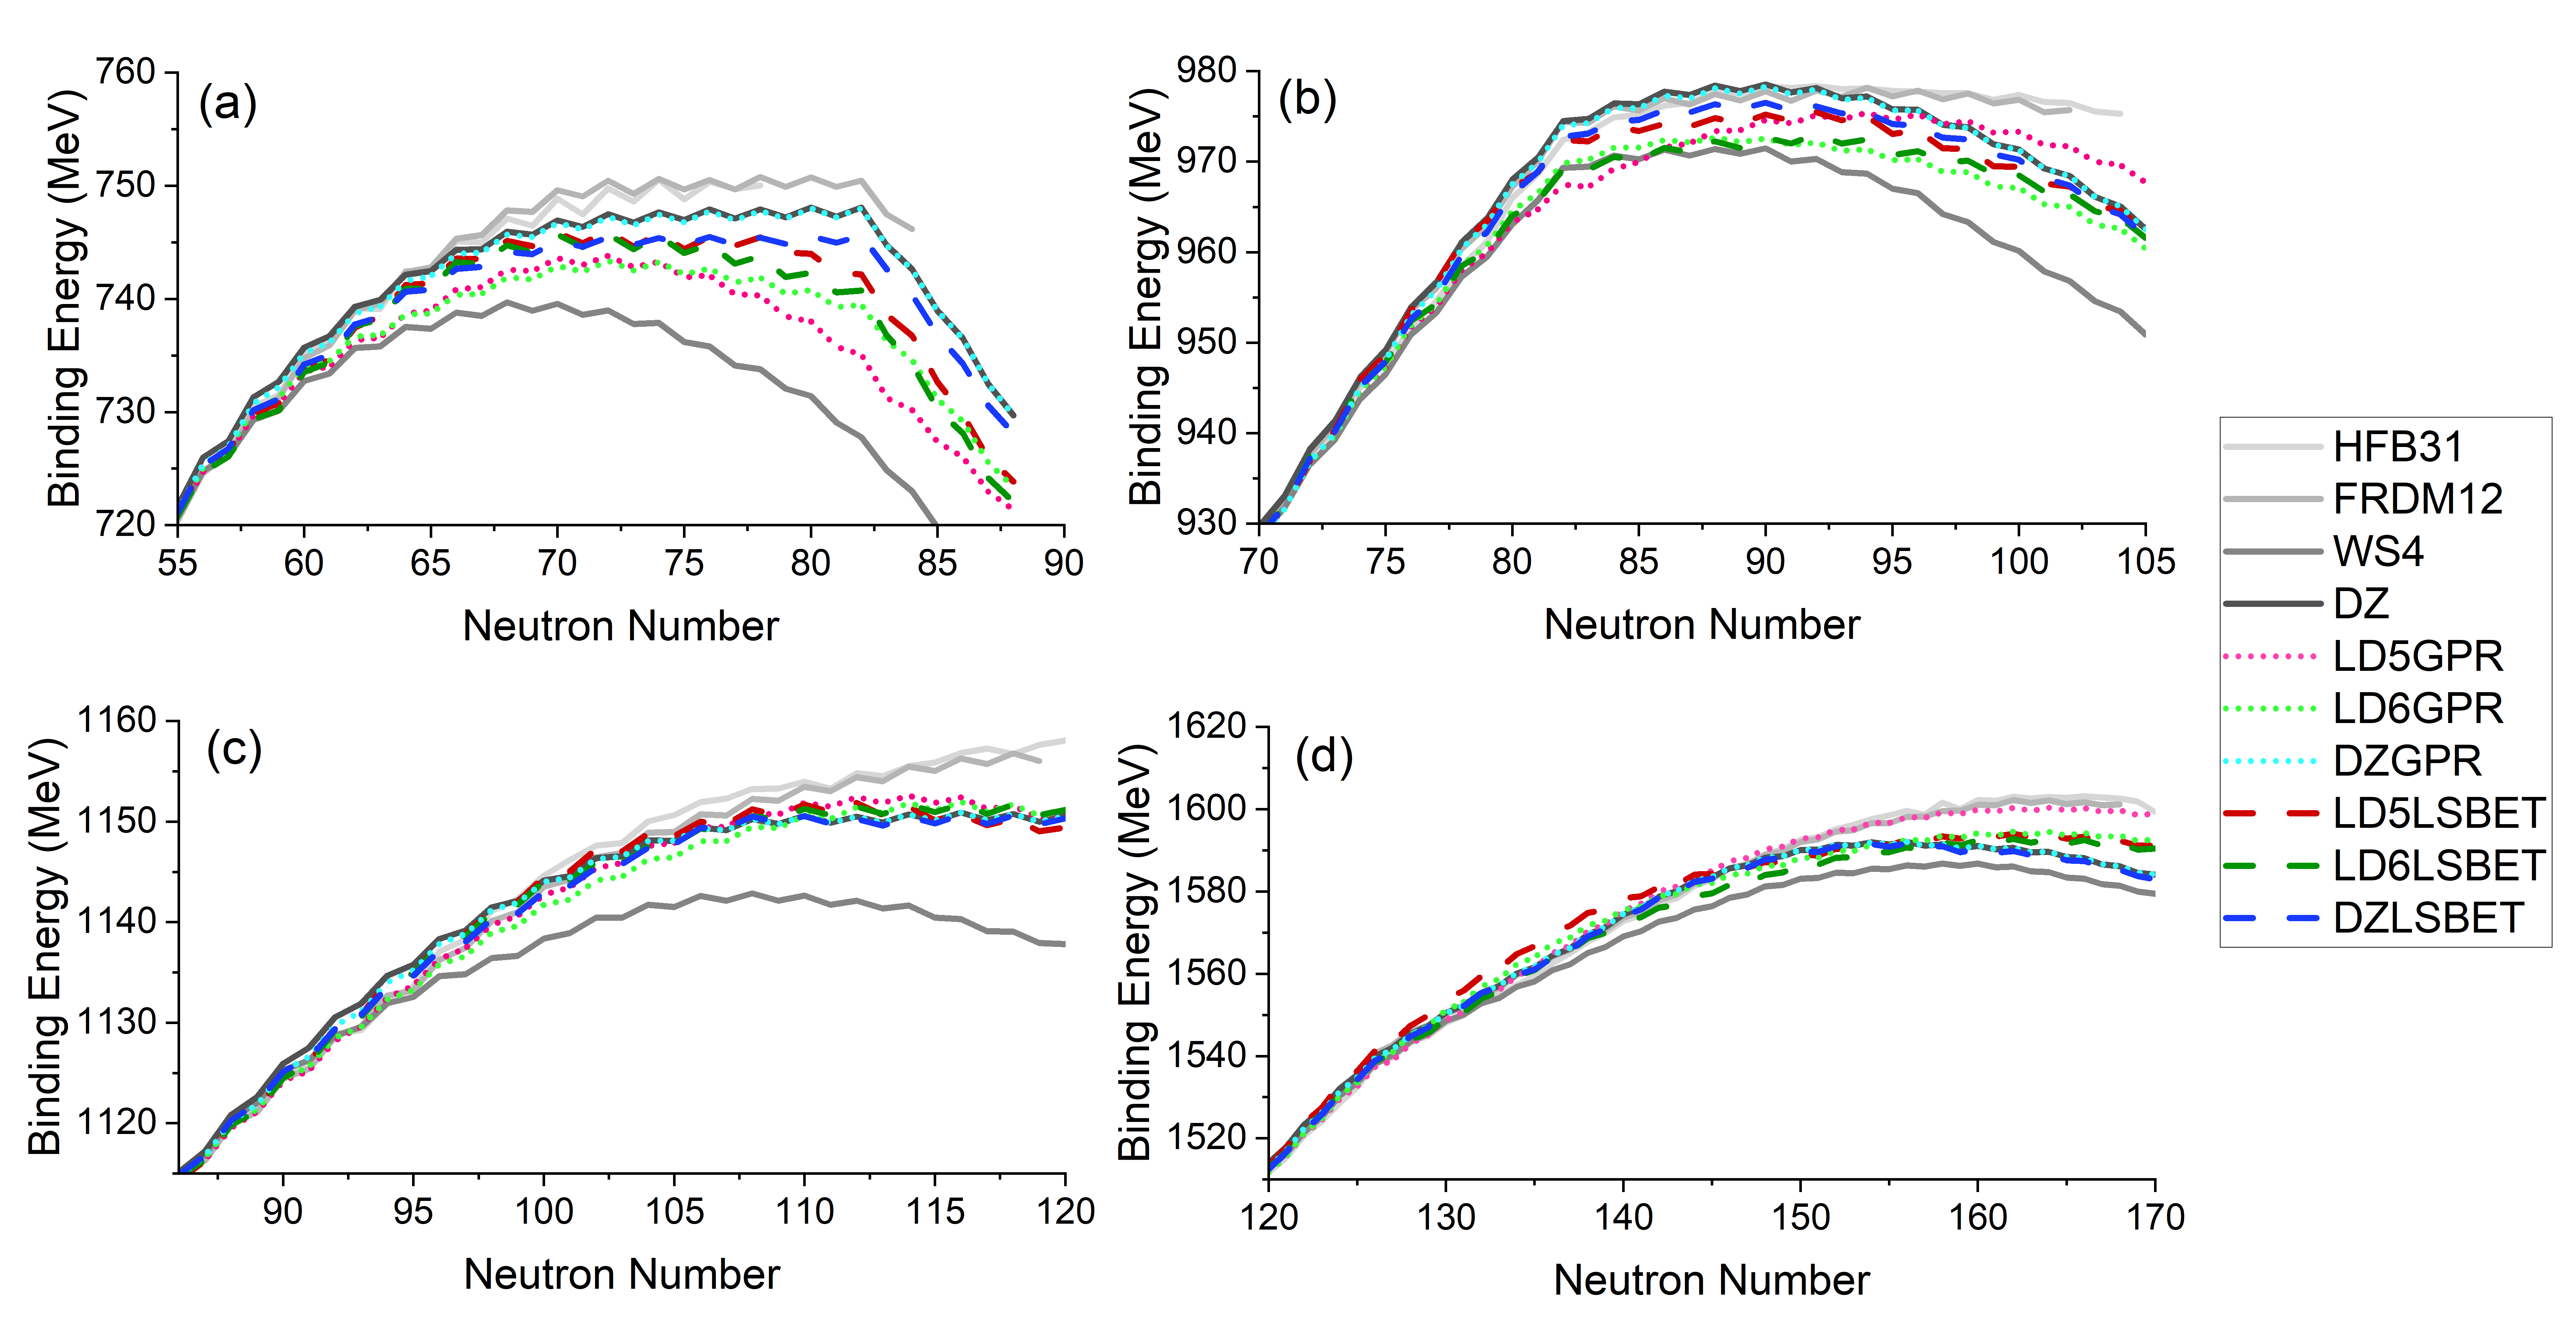 (a)
760
750
740
730
720
Binding Energy (MeV)
55 60 65 70 75 80 85 90
Neutron Number
(b)
980
970
960
950
940
930
Binding Energy (MeV)
70 75 80 85 90 95 100 105
Neutron Number
(c)
1160
1150
1140
1130
1120
Binding Energy (MeV)
90 95 100 105 110 115 120
Neutron Number
(d)
1620
1600
1580
1560
1540
1520
Binding Energy (MeV)
120 130 140 150 160 170
Neutron Number
HFB31
FRDM12
WS4
DZ
LD5GPR
LD6GPR
DZGPR
LD5LSBET
LD6LSBET
DZLSBET